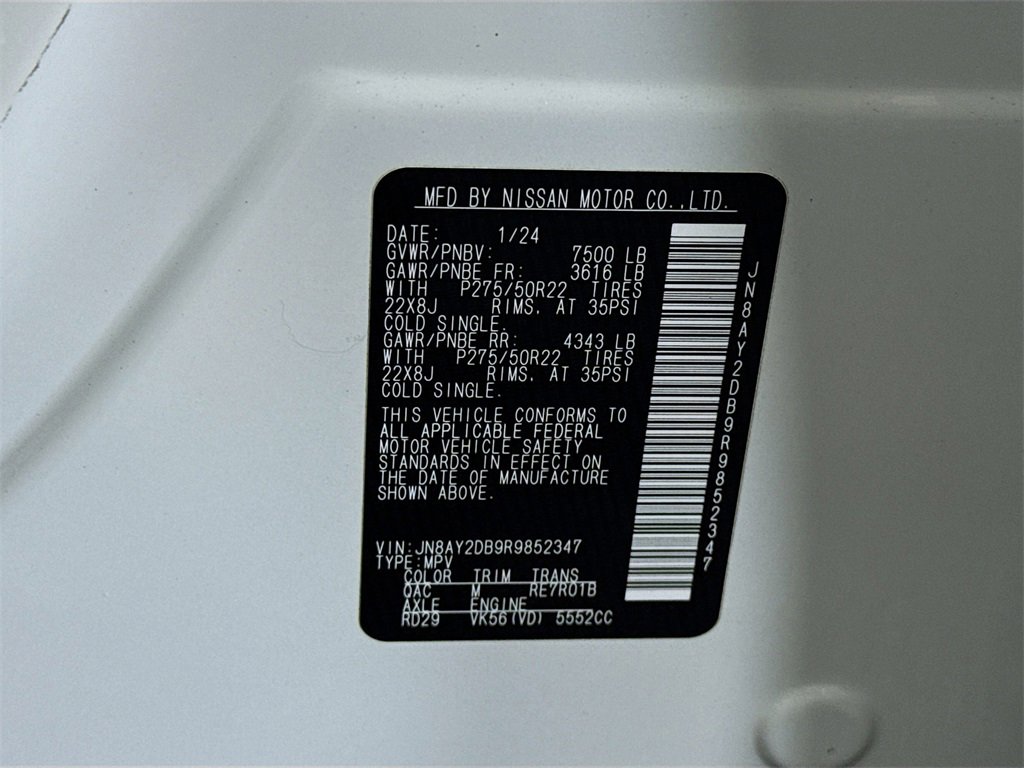 MFD BY NISSAN MOTOR CO.,LTD.
DATE: 1/24
GVWR/PNBV: 7500 LB
GAWR/PNBE FR: 3616 LB
WITH P275/50R22 TIRES
22X8J RIMS, AT 35PSI
COLD SINGLE.
GAWR/PNBE RR: 4343 LB
WITH P275/50R22 TIRES
22X8J RIMS, AT 35PSI
COLD SINGLE.
THIS VEHICLE CONFORMS TO
ALL APPLICABLE FEDERAL
MOTOR VEHICLE SAFETY
STANDARDS IN EFFECT ON
THE DATE OF MANUFACTURE
SHOWN ABOVE.
VIN:JN8AY2DB9R9852347
TYPE:MPV
COLOR TRIM TRANS
QAC M RE7R01B
AXLE ENGINE
RD29 VK56(VD) 5552CC
JN8AY2DB9R9852347